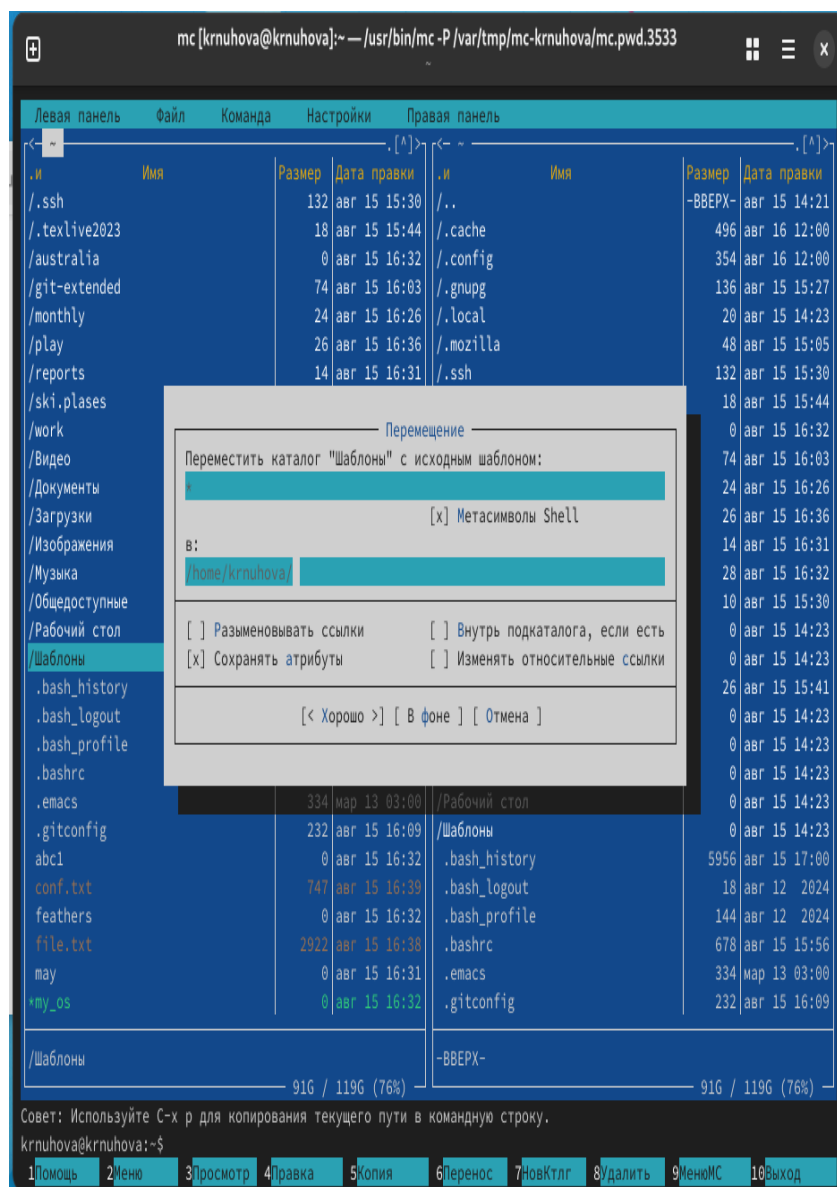 mc [krnuhova@krnuhova]:~ — /usr/bin/mc -P /var/tmp/mc-krnuhova/mc.pwd.3533
~
Левая панель Файл Команда Настройки Правая панель
<— ~ .[^]> <— ~ .[^]>
.и Имя Размер Дата правки .и Имя Размер Дата правки
/.ssh 132 авг 15 15:30 /.. -ВВЕРХ- авг 15 14:21
/.texlive2023 18 авг 15 15:44 /.cache 496 авг 16 12:00
/australia 0 авг 15 16:32 /.config 354 авг 16 12:00
/git-extended 74 авг 15 16:03 /.gnupg 136 авг 15 15:27
/monthly 24 авг 15 16:26 /.local 20 авг 15 14:23
/play 26 авг 15 16:36 /.mozilla 48 авг 15 15:05
/reports 14 авг 15 16:31 /.ssh 132 авг 15 15:30
/ski.plases 18 авг 15 15:44
/work Перемещение 0 авг 15 16:32
/Видео Переместить каталог "Шаблоны" с исходным шаблоном: 74 авг 15 16:03
/Документы * 24 авг 15 16:26
/Загрузки [x] Метасимволы Shell 26 авг 15 16:36
/Изображения в: 14 авг 15 16:31
/Музыка /home/krnuhova/ 28 авг 15 16:32
/Общедоступные 10 авг 15 15:30
/Рабочий стол [ ] Разыменовывать ссылки [ ] Внутрь подкаталога, если есть 0 авг 15 14:23
/Шаблоны [x] Сохранять атрибуты [ ] Изменять относительные ссылки 0 авг 15 14:23
.bash_history 26 авг 15 15:41
.bash_logout [< Хорошо >] [ В фоне ] [ Отмена ] 0 авг 15 14:23
.bash_profile 0 авг 15 14:23
.bashrc 0 авг 15 14:23
.emacs 334 мар 13 03:00 /Рабочий стол 0 авг 15 14:23
.gitconfig 232 авг 15 16:09 /Шаблоны 0 авг 15 14:23
abc1 0 авг 15 16:32 .bash_history 5956 авг 15 17:00
conf.txt 747 авг 15 16:39 .bash_logout 18 авг 12 2024
feathers 0 авг 15 16:32 .bash_profile 144 авг 12 2024
file.txt 2922 авг 15 16:38 .bashrc 678 авг 15 15:56
may 0 авг 15 16:31 .emacs 334 мар 13 03:00
*my_os 0 авг 15 16:32 .gitconfig 232 авг 15 16:09
/Шаблоны -ВВЕРХ-
91G / 119G (76%) 91G / 119G (76%)
Совет: Используйте C-x p для копирования текущего пути в командную строку.
krnuhova@krnuhova:~$
1Помощь 2Меню 3Просмотр 4Правка 5Копия 6Перенос 7НовКтлг 8Удалить 9МенюMC 10Выход